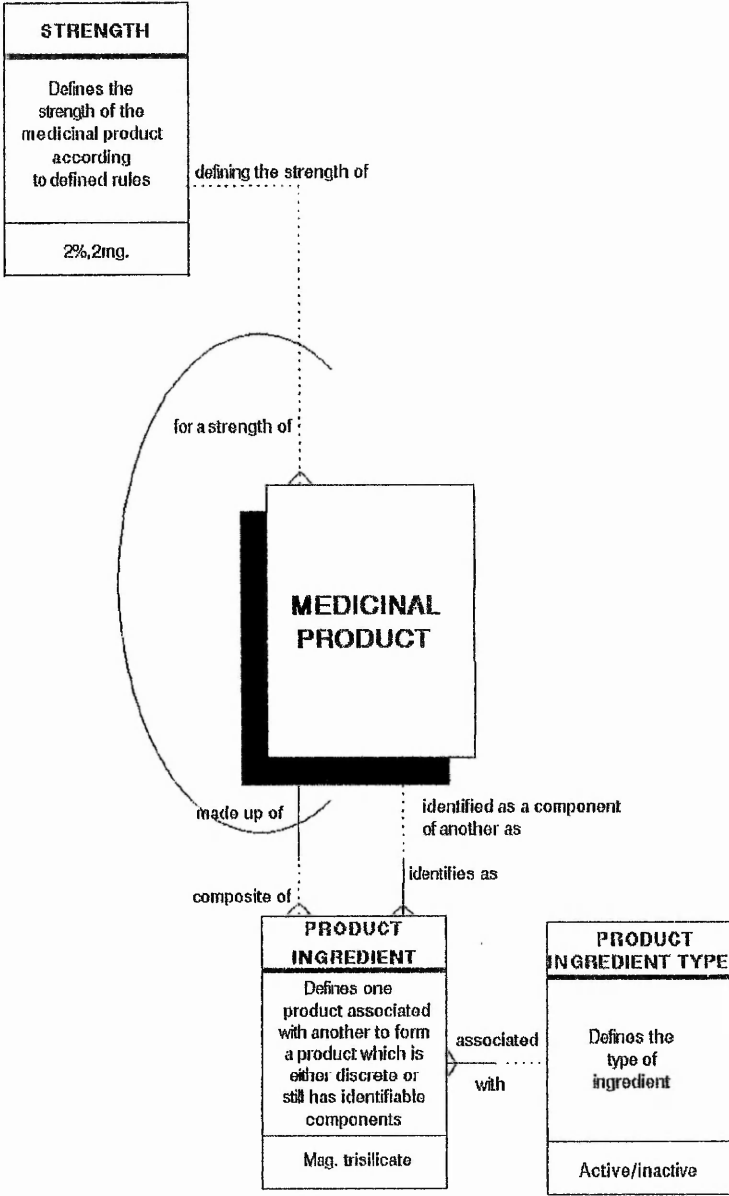 STRENGTH
Defines the
strength of the
medicinal product
according
to defined rules
2%,2mg.
defining the strength of
for a strength of
MEDICINAL
PRODUCT
made up of
identified as a component
of another as
composite of
identifies as
PRODUCT
INGREDIENT
Defines one
product associated
with another to form
a product which is
either discrete or
still has identifiable
components
Mag. trisilicate
associated
with
PRODUCT
INGREDIENT TYPE
Defines the
type of
ingredient
Active/inactive